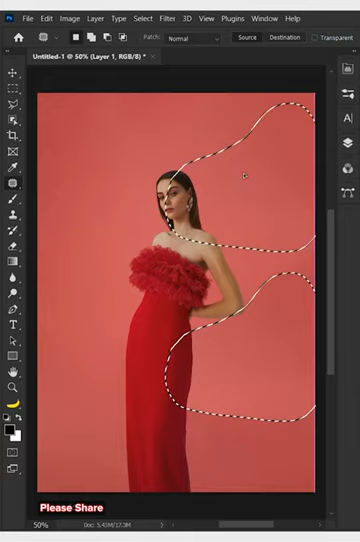 Ps File Edit Image Layer Type Select Filter 3D View Plugins Window Help
Patch: Normal Source Destination Transparent
Untitled-1 @ 50% (Layer 1, RGB/8) * ×
A
T
Please Share
50% Doc: 5.45M/17.3M